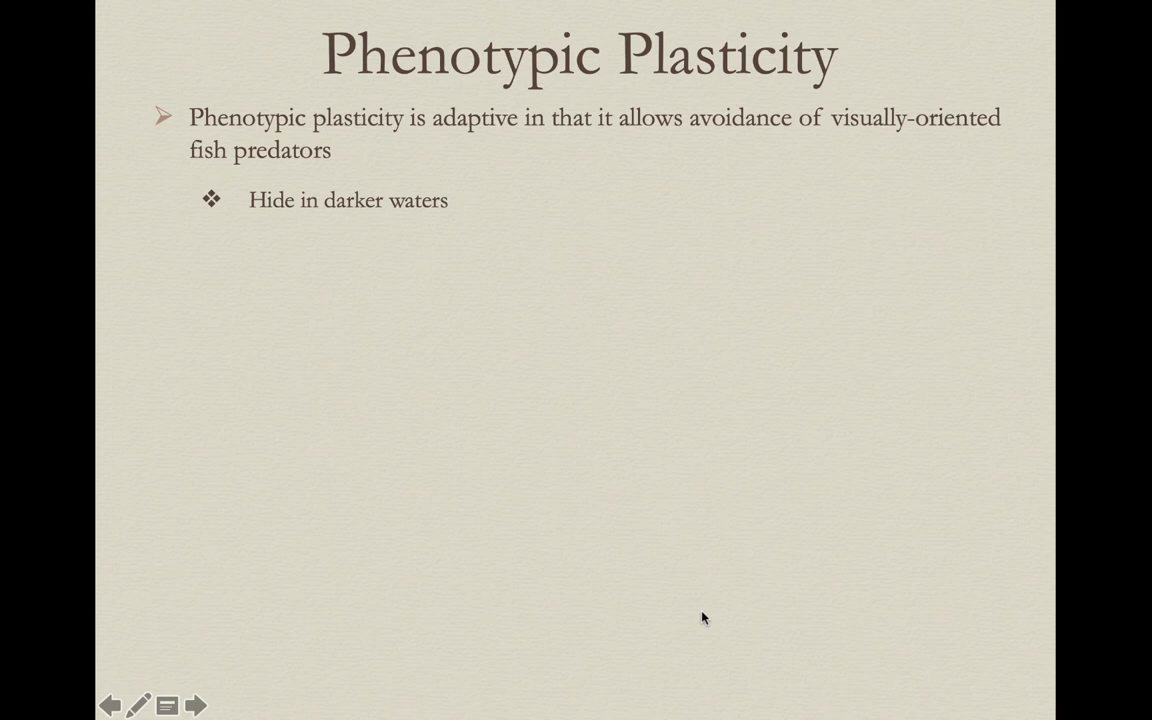 Phenotypic Plasticity
Phenotypic plasticity is adaptive in that it allows avoidance of visually-oriented
fish predators
Hide in darker waters